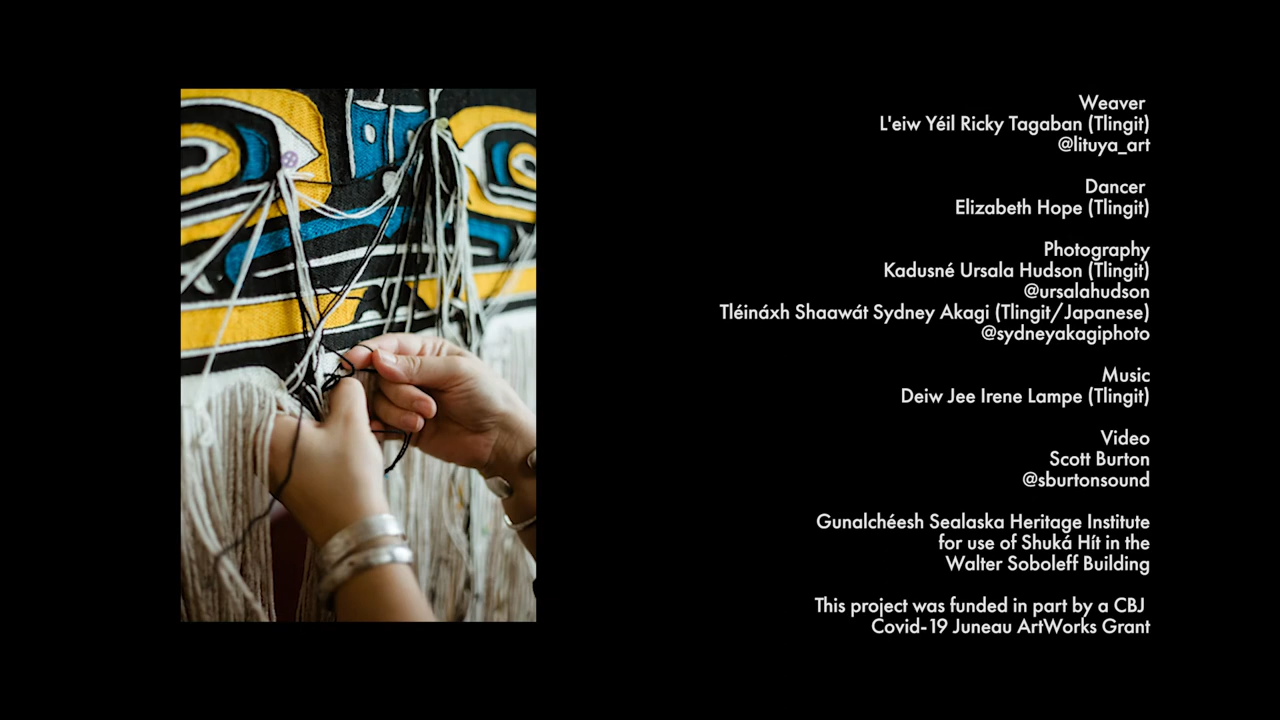 Weaver
L'eiw Yéil Ricky Tagaban (Tlingit)
@lituya_art
Dancer
Elizabeth Hope (Tlingit)
Photography
Kadusné Ursala Hudson (Tlingit)
@ursalahudson
Tléináxh Shaawát Sydney Akagi (Tlingit/Japanese)
@sydneyakagiphoto
Music
Deiw Jee Irene Lampe (Tlingit)
Video
Scott Burton
@sburtonsound
Gunalchéesh Sealaska Heritage Institute
for use of Shuká Hít in the
Walter Soboleff Building
This project was funded in part by a CBJ
Covid-19 Juneau ArtWorks Grant